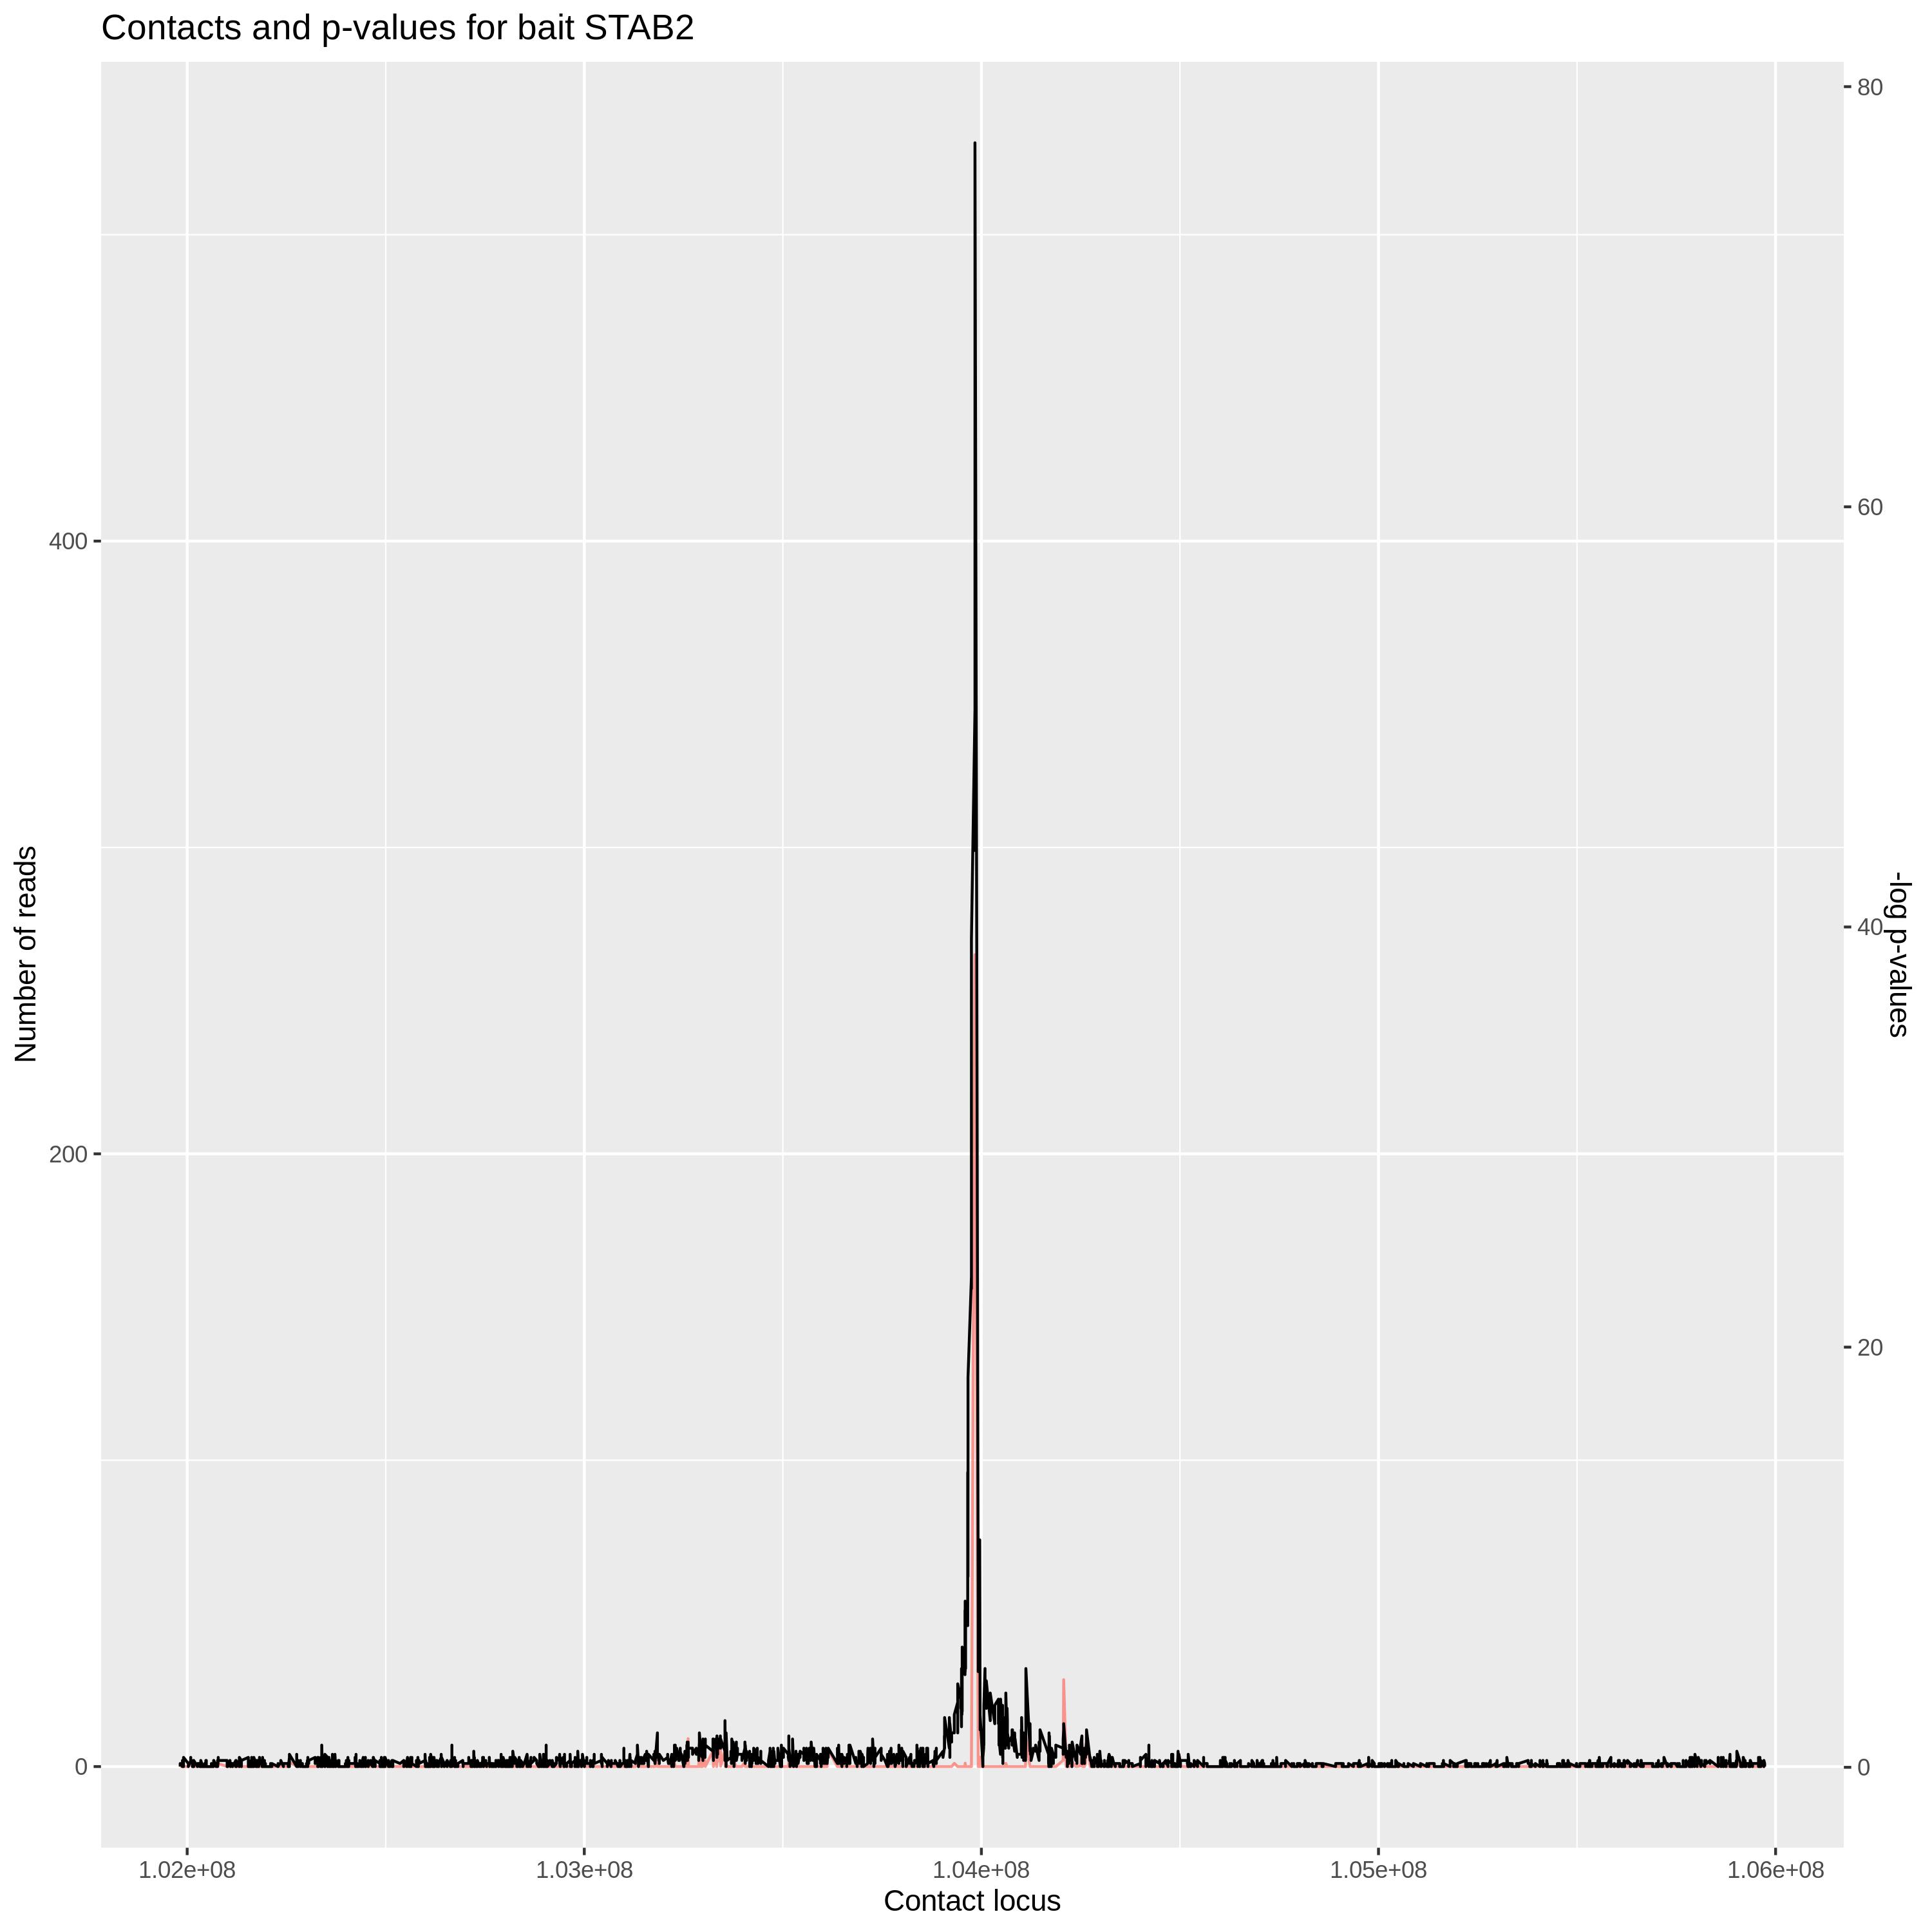 Contacts and p-values for bait STAB2
80
60
400
Number of reads
-log p-values
40
200
20
0
0
1.02e+08
1.03e+08
1.04e+08
1.05e+08
1.06e+08
Contact locus